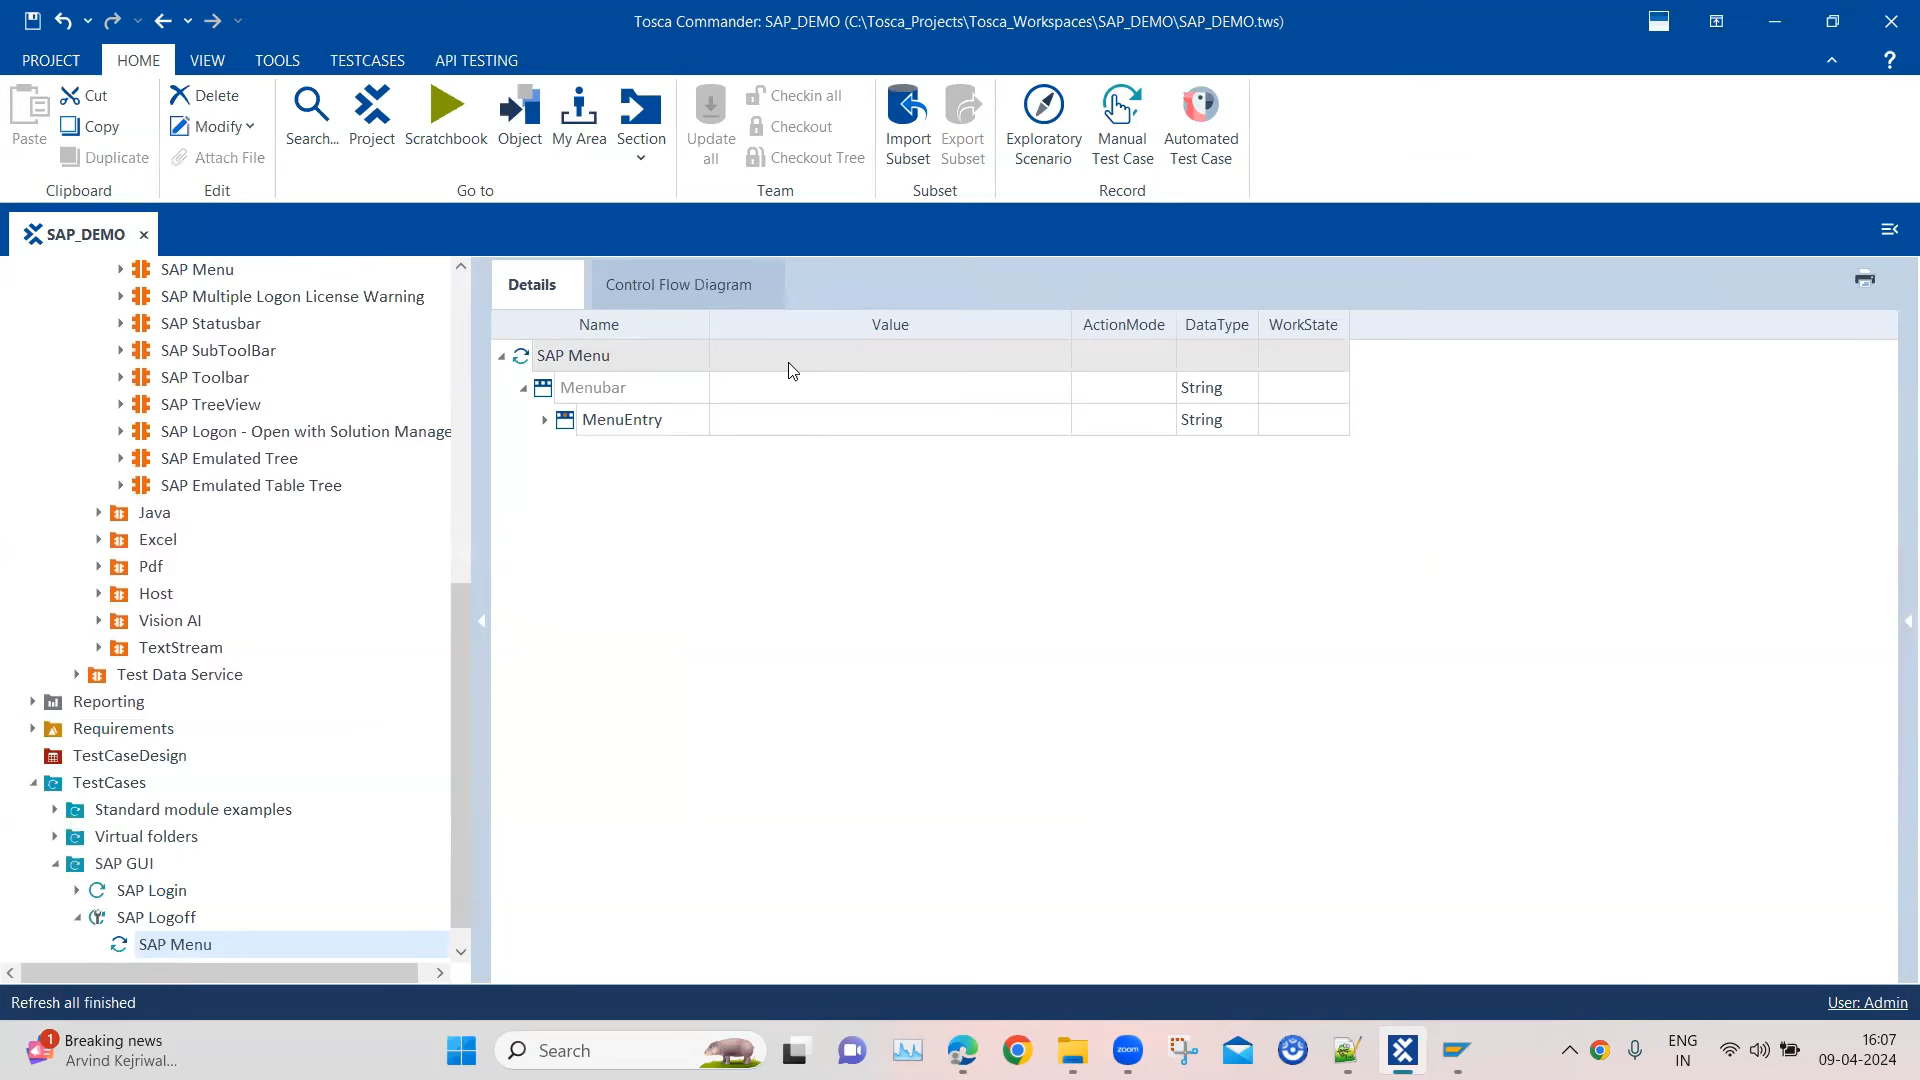 Tosca Commander: SAP_DEMO (C:\Tosca_Projects\Tosca_Workspaces\SAP_DEMO\SAP_DEMO.tws)
PROJECT HOME VIEW TOOLS TESTCASES API TESTING
Paste
Cut
Copy
Duplicate
Clipboard
Delete
Modify
Attach File
Edit
Search...
Project
Scratchbook
Object
My Area
Section
Go to
Update all
Checkin all
Checkout
Checkout Tree
Team
Import Subset
Export Subset
Subset
Exploratory Scenario
Manual Test Case
Automated Test Case
Record
SAP_DEMO
SAP Menu
SAP Multiple Logon License Warning
SAP Statusbar
SAP SubToolBar
SAP Toolbar
SAP TreeView
SAP Logon - Open with Solution Manage
SAP Emulated Tree
SAP Emulated Table Tree
Java
Excel
Pdf
Host
Vision AI
TextStream
Test Data Service
Reporting
Requirements
TestCaseDesign
TestCases
Standard module examples
Virtual folders
SAP GUI
SAP Login
SAP Logoff
SAP Menu
Details Control Flow Diagram
Name Value ActionMode DataType WorkState
SAP Menu
Menubar String
MenuEntry String
Refresh all finished
User: Admin
1
Breaking news
Arvind Kejriwal...
Search
zoom
ENG
IN
16:07
09-04-2024